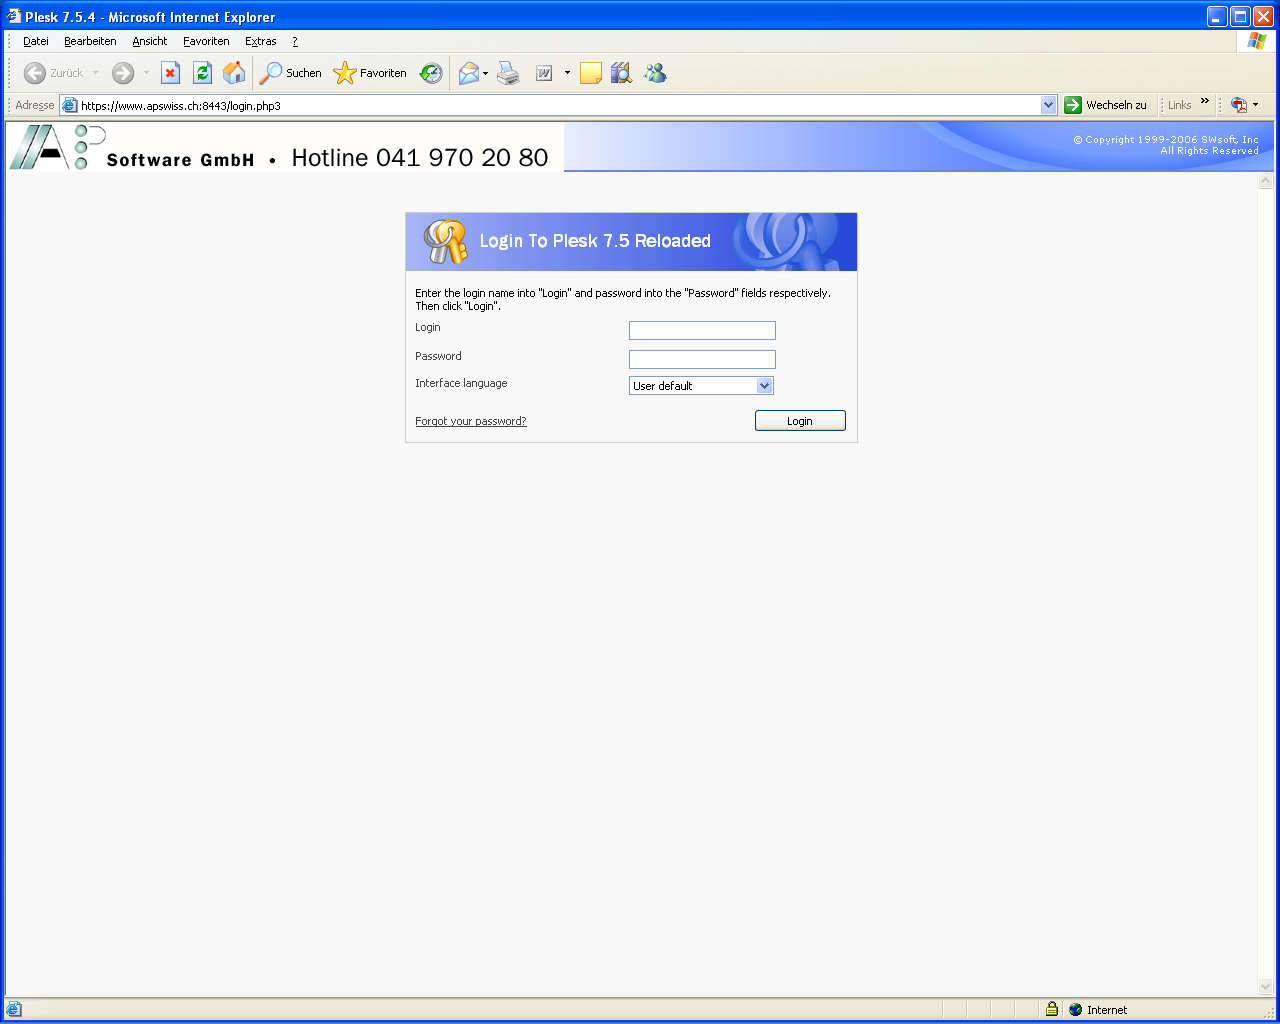 Plesk 7.5.4 - Microsoft Internet Explorer
Datei Bearbeiten Ansicht Favoriten Extras ?
Zurück Suchen Favoriten W
Adresse https://www.apswiss.ch:8443/login.php3 Wechseln zu Links »
AP Software GmbH • Hotline 041 970 20 80
© Copyright 1999-2006 SWsoft, Inc
All Rights Reserved
Login To Plesk 7.5 Reloaded
Enter the login name into "Login" and password into the "Password" fields respectively.
Then click "Login".
Login
Password
Interface language User default
Forgot your password? Login
Internet